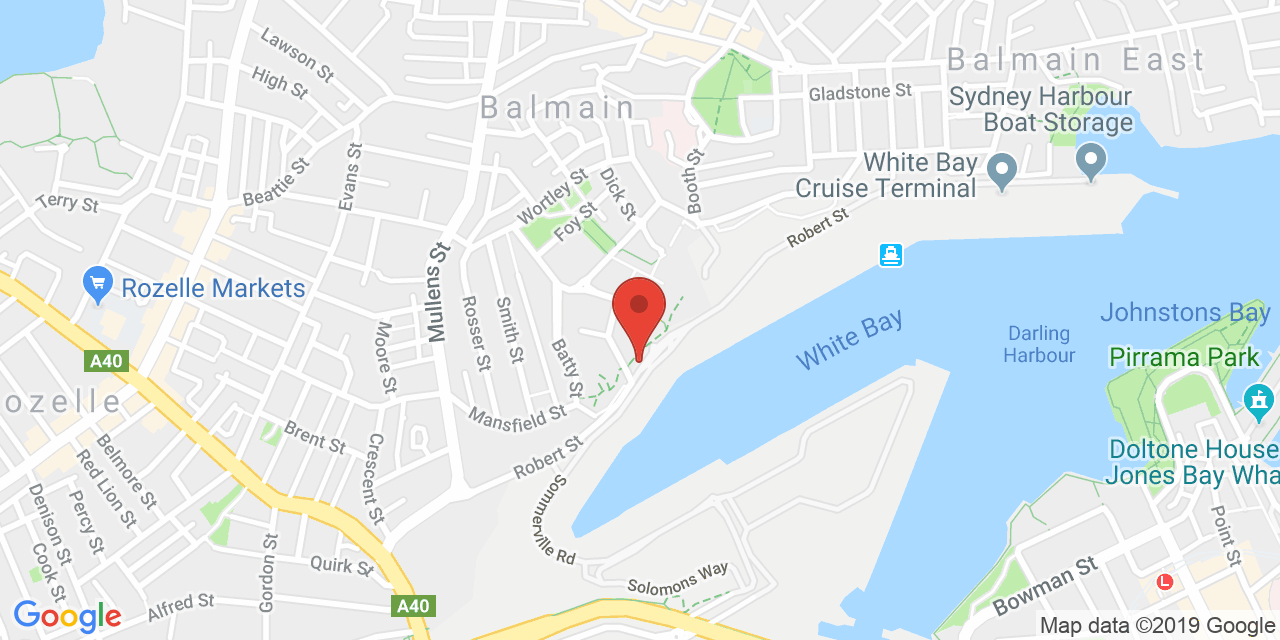 Lawson St
High St
Balmain
Balmain East
Gladstone St
Sydney Harbour
Boat Storage
White Bay
Cruise Terminal
Evans St
Beattie St
Terry St
Wortley St
Dick St
Foy St
Booth St
Robert St
Mullens St
Rozelle Markets
Rosser St
Smith St
Batty St
Moore St
White Bay
Johnstons Bay
Darling
Harbour
Pirrama Park
A40
ozelle
Mansfield St
Brent St
Crescent St
Robert St
Sommerville Rd
Belmore St
Red Lion St
Percy St
Denison St
Cook St
Gordon St
Quirk St
Alfred St
A40
Solomons Way
Doltone House
Jones Bay Wha
Point St
Bowman St
Google
Map data ©2019 Google